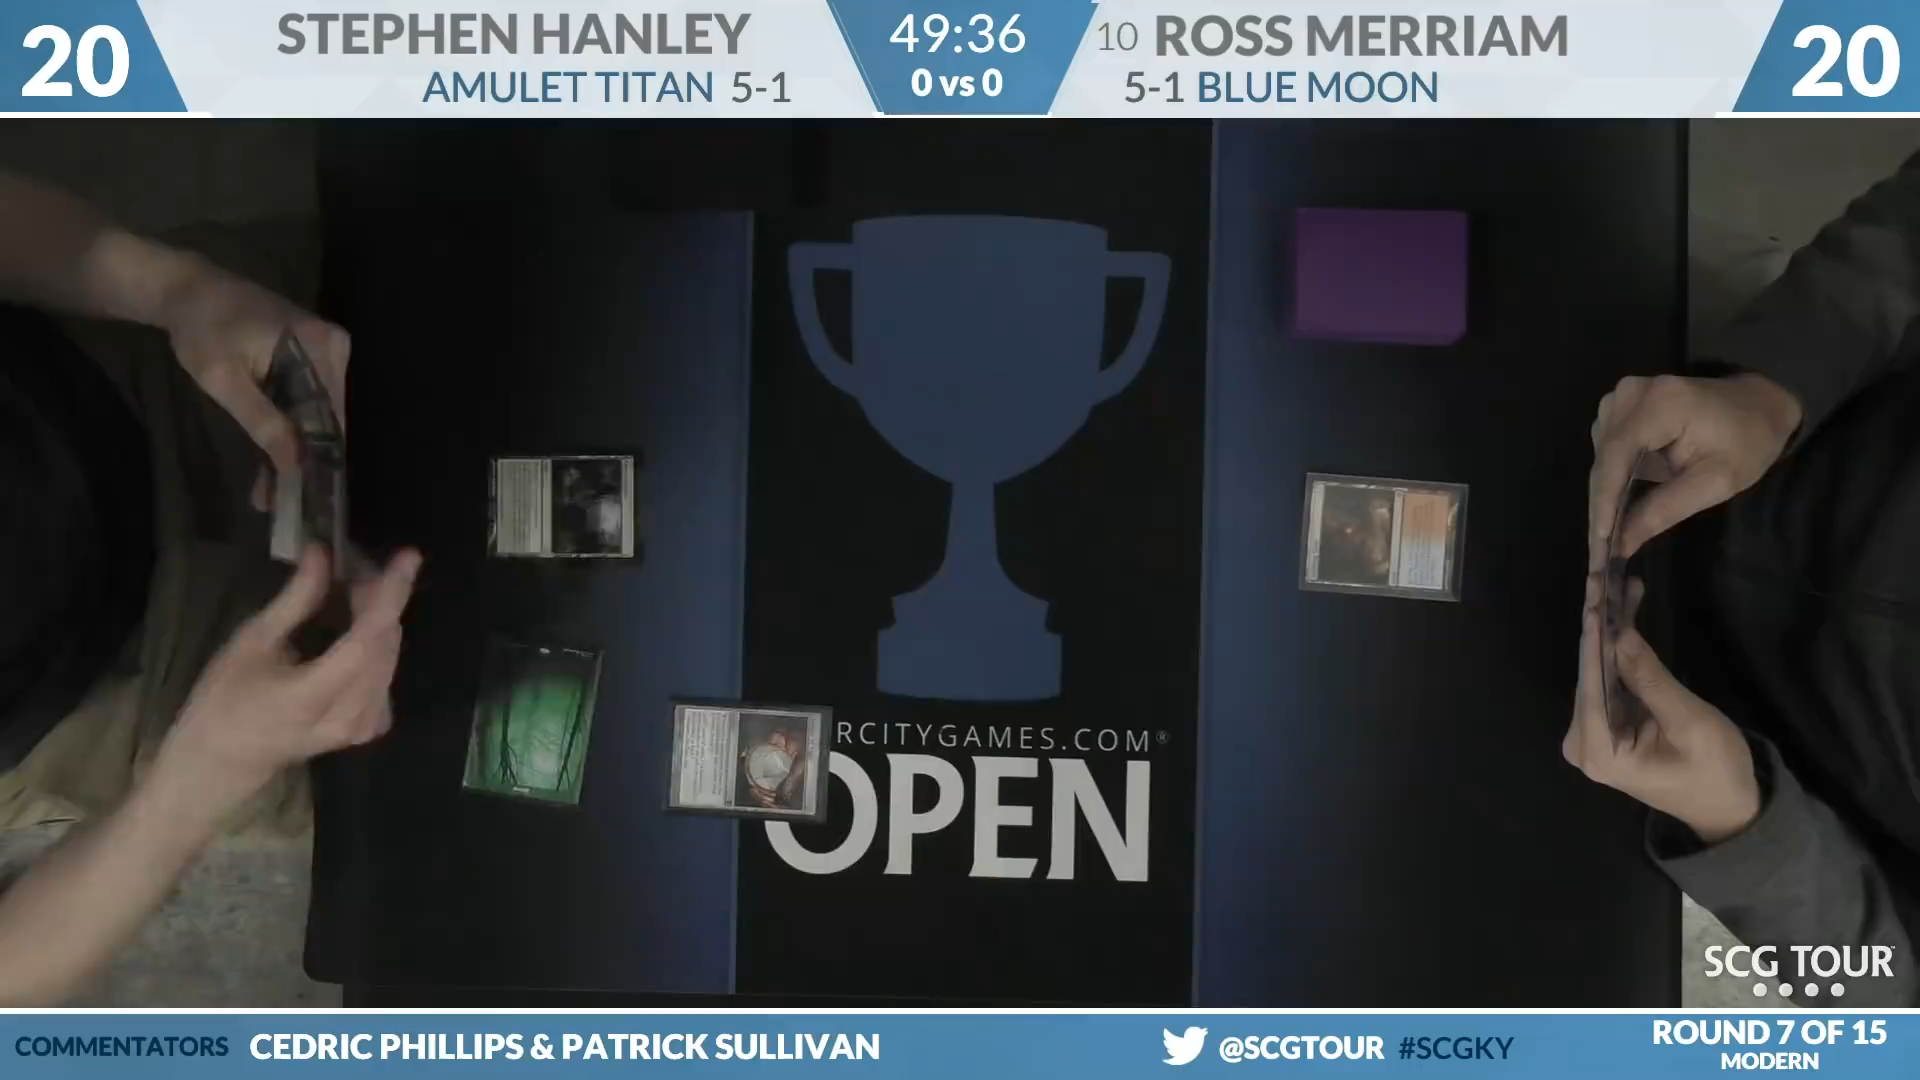 20
STEPHEN HANLEY
AMULET TITAN 5-1
49:36
0 vs 0
10 ROSS MERRIAM
5-1 BLUE MOON
20
RCITYGAMES.COM®
OPEN
SCG TOUR
COMMENTATORS CEDRIC PHILLIPS & PATRICK SULLIVAN
@SCGTOUR #SCGKY
ROUND 7 OF 15
MODERN